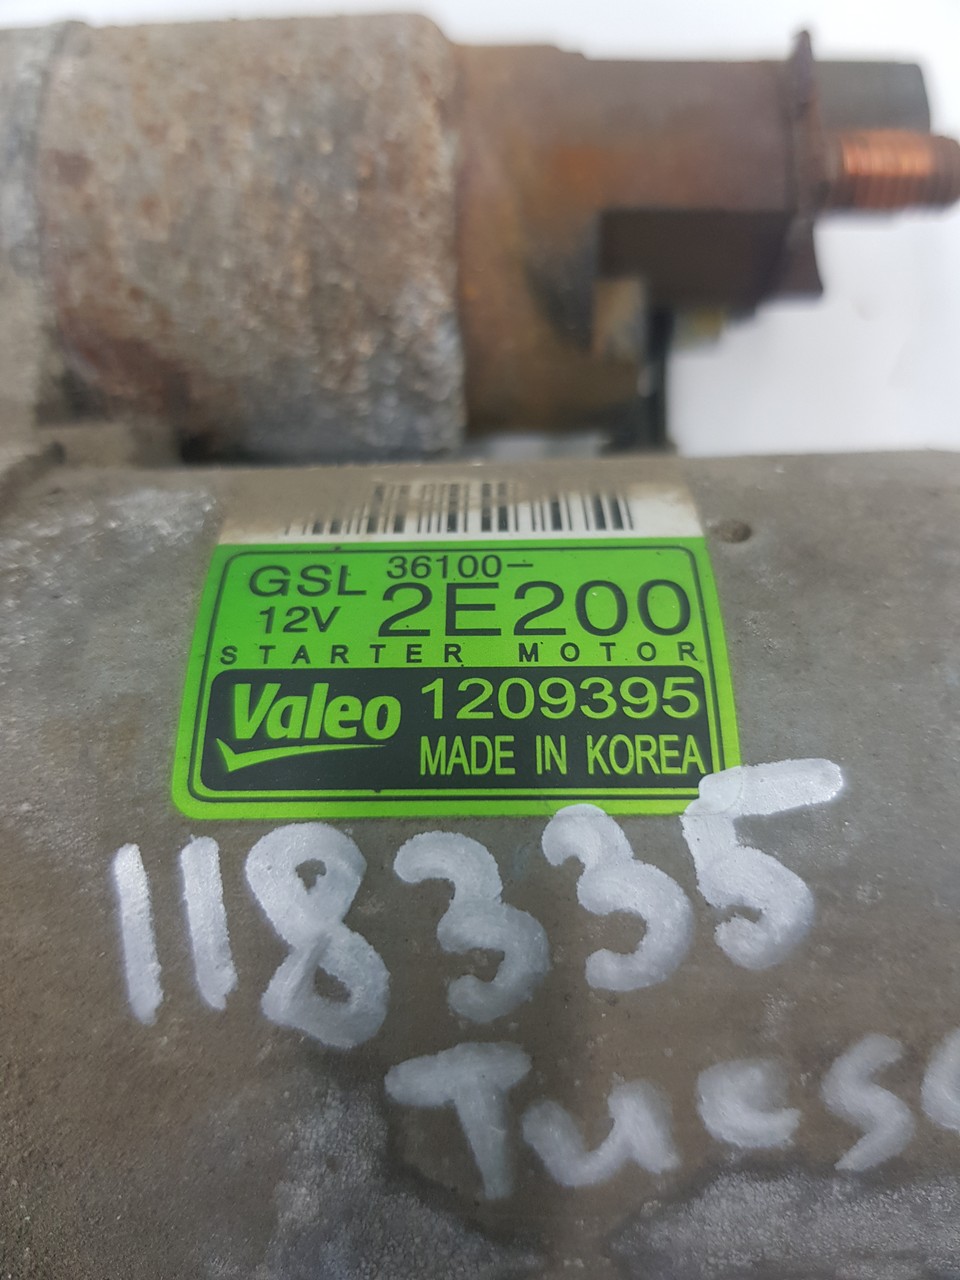 GSL 36100-
12V 2E200
STARTER MOTOR
Valeo 1209395
MADE IN KOREA
118335